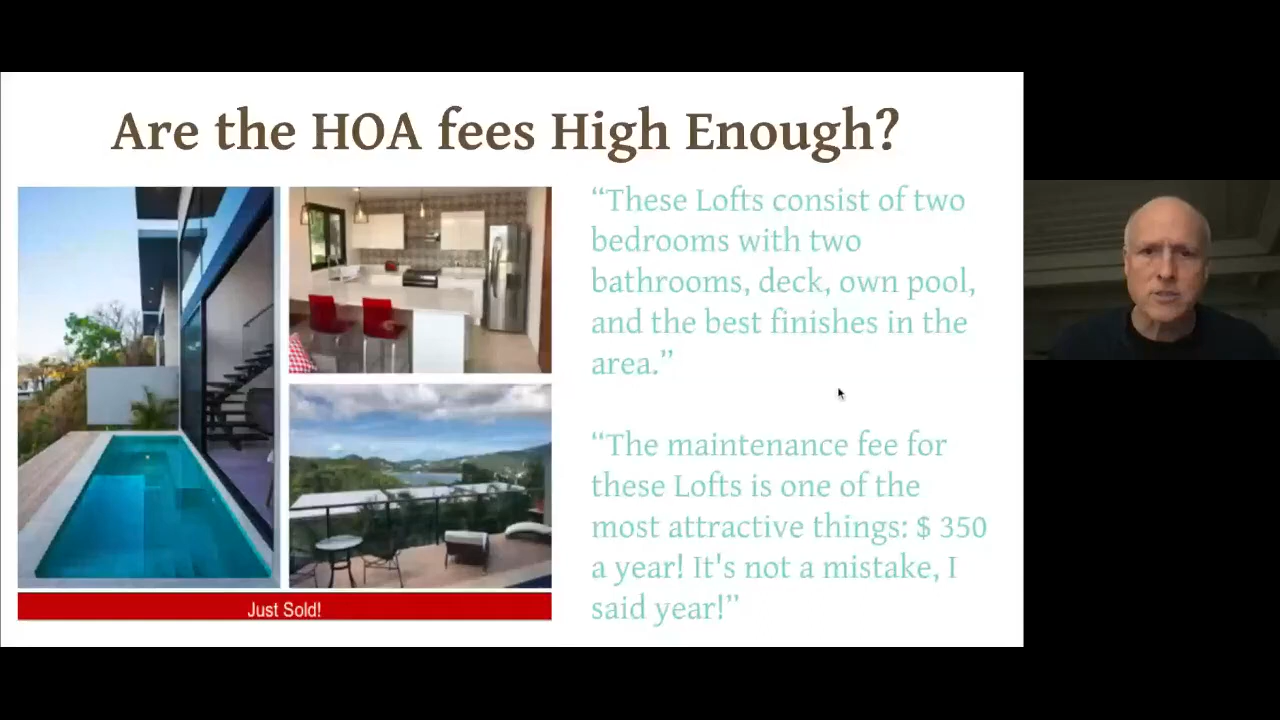 Are the HOA fees High Enough?
“These Lofts consist of two
bedrooms with two
bathrooms, deck, own pool,
and the best finishes in the
area.”
“The maintenance fee for
these Lofts is one of the
most attractive things: $ 350
a year! It's not a mistake, I
said year!”
Just Sold!